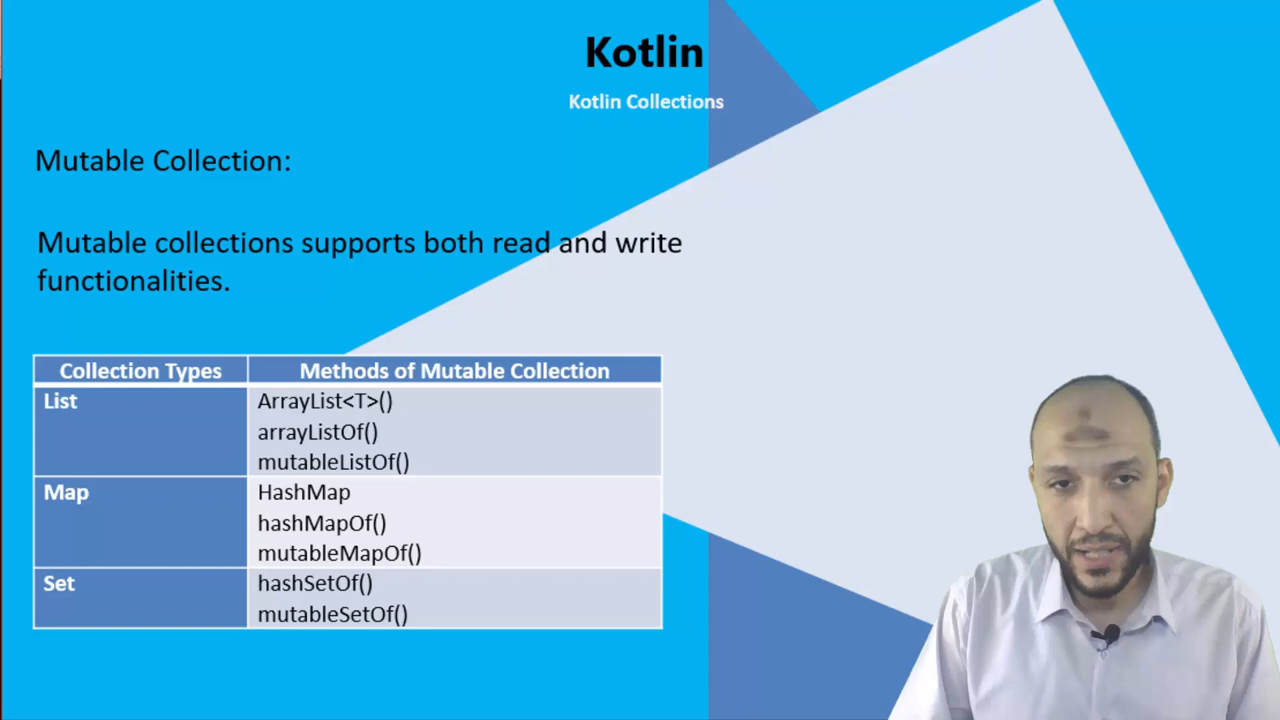 Kotlin
Kotlin Collections
Mutable Collection:
Mutable collections supports both read and write
functionalities.
Collection Types
Methods of Mutable Collection
List
ArrayList<T>()
arrayListOf()
mutableListOf()
Map
HashMap
hashMapOf()
mutableMapOf()
Set
hashSetOf()
mutableSetOf()